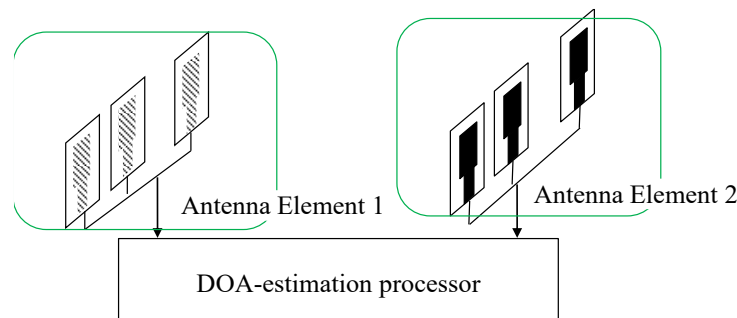 Antenna Element 1
Antenna Element 2
DOA-estimation processor